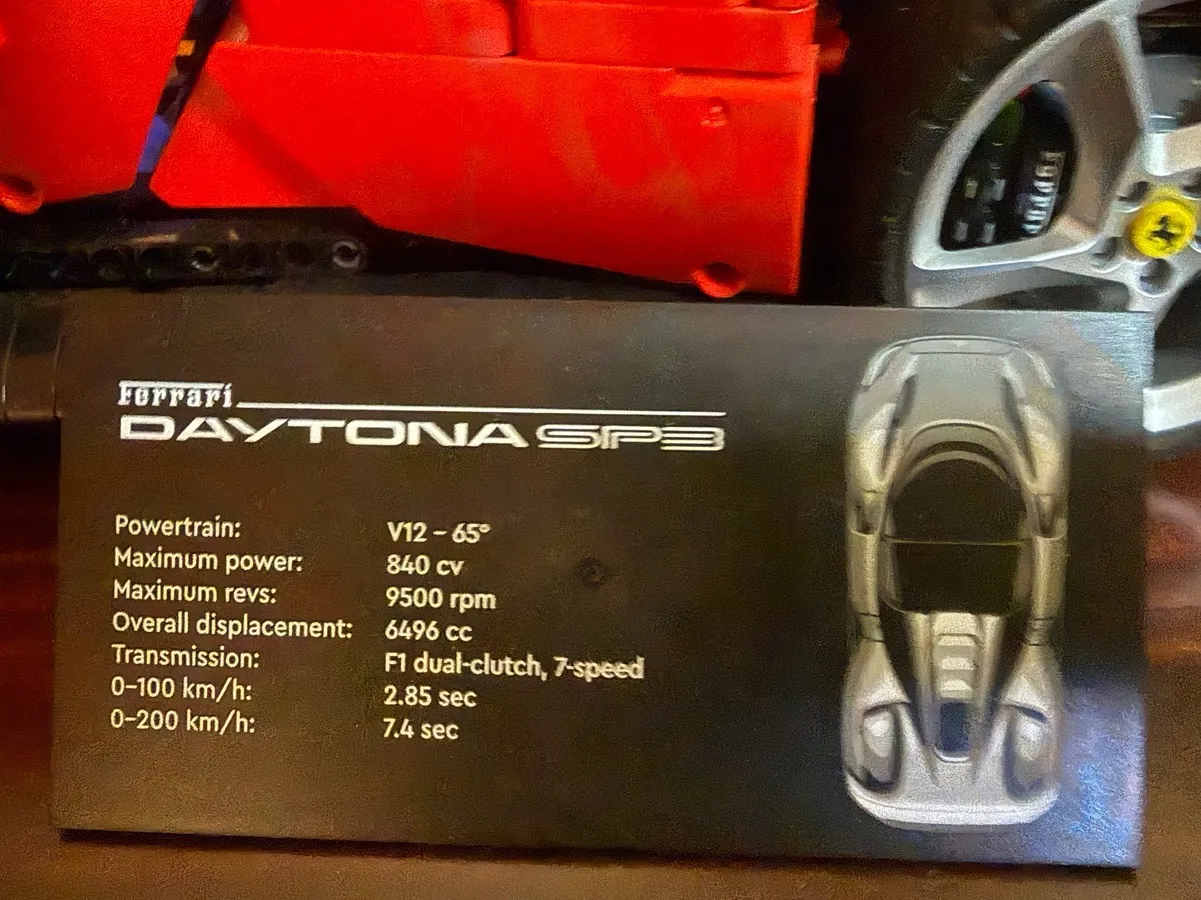 Ferrari
DAYTONA SP3
Powertrain: V12 – 65°
Maximum power: 840 cv
Maximum revs: 9500 rpm
Overall displacement: 6496 cc
Transmission: F1 dual-clutch, 7-speed
0–100 km/h: 2.85 sec
0–200 km/h: 7.4 sec